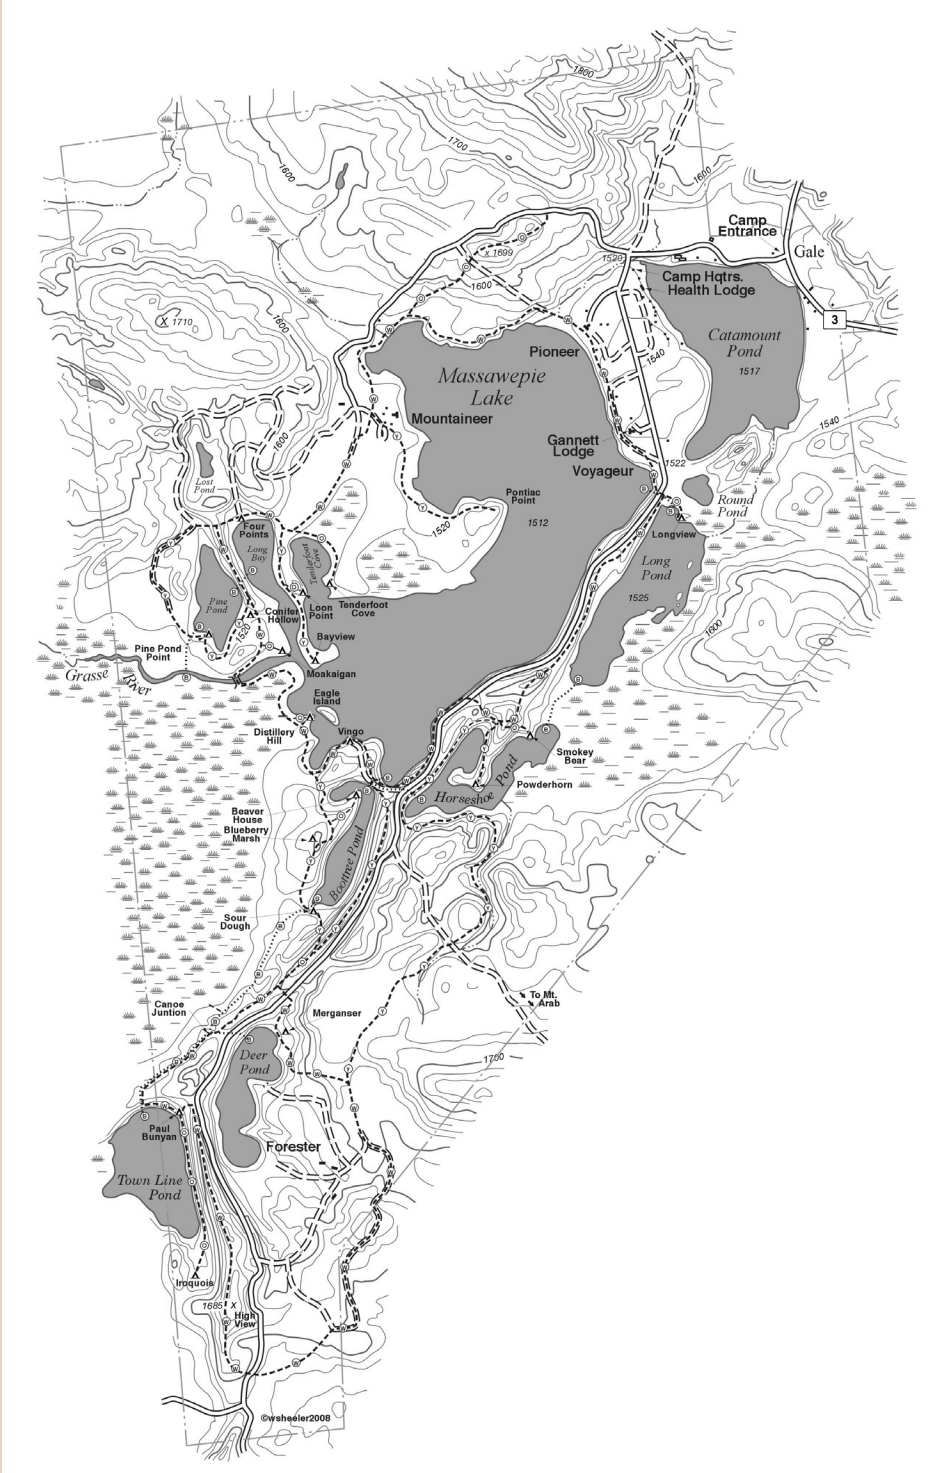 1800
1700
1600
1600
Camp
Entrance
Gale
x 1699
1520
Camp Hqtrs.
Health Lodge
1600
3
X 1710
1600
Catamount
Pond
1517
Pioneer
1540
Massawepie
Lake
Mountaineer
1540
1600
Gannett
Lodge
Voyageur
1522
Lost
Pond
Pontiac
Point
Round
Pond
1520
1512
Four
Points
Long
Bay
Longview
Tenderfoot
Cove
Long
Pond
1525
Pine
Pond
Conifer
Hollow
Loon
Point
Tenderfoot
Cove
1520
1600
Bayview
Pine Pond
Point
Grasse
River
Moakaigan
Eagle
Island
Distillery
Hill
Vingo
Smokey
Bear
Powderhorn
Horseshoe Pond
Beaver
House
Blueberry
Marsh
Boottree Pond
Sour
Dough
To Mt.
Arab
Canoe
Juntion
Merganser
Deer
Pond
1700
Paul
Bunyan
Forester
Town Line
Pond
Iroquois
1685 X
High
View
©wsheeler2008